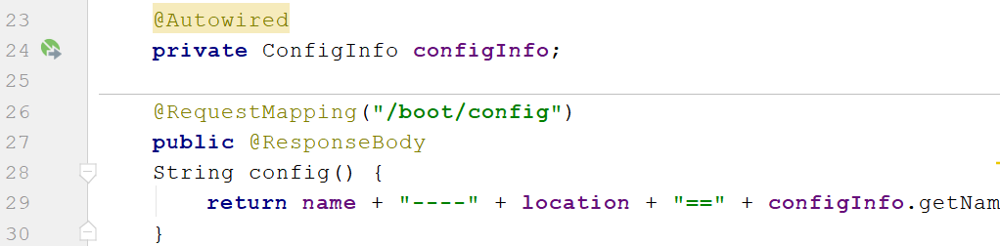 23 @Autowired
24 private ConfigInfo configInfo;
25
26 @RequestMapping("/boot/config")
27 public @ResponseBody
28 String config() {
29 return name + "----" + location + "==" + configInfo.getNam
30 }